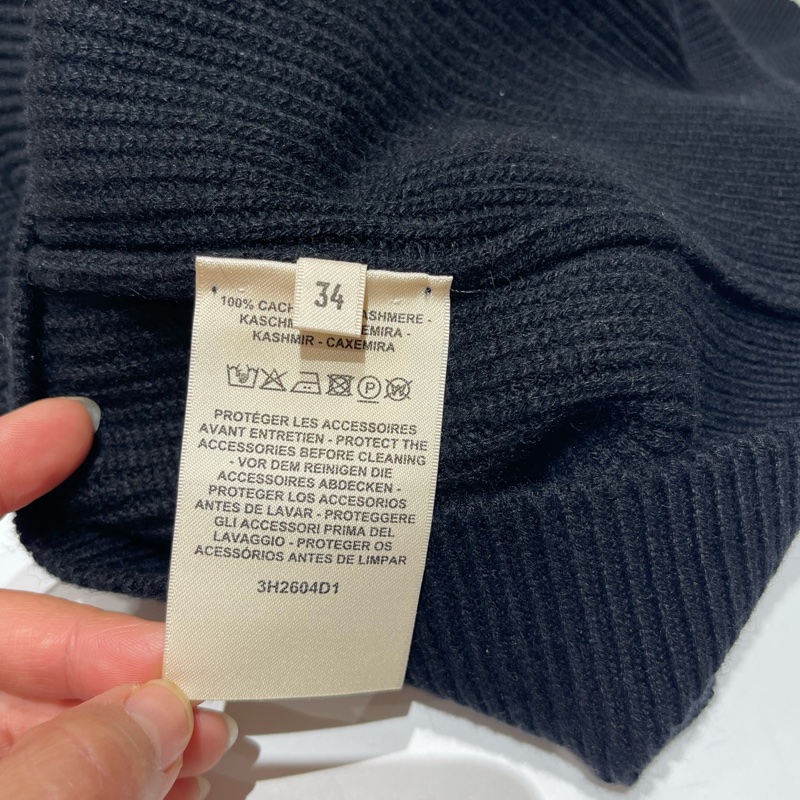 34
100% CACH ASHMERE -
KASCHM EMIRA -
KASHMIR - CAXEMIRA
P
W
PROTÉGER LES ACCESSOIRES
AVANT ENTRETIEN - PROTECT THE
ACCESSORIES BEFORE CLEANING
- VOR DEM REINIGEN DIE
ACCESSOIRES ABDECKEN -
PROTEGER LOS ACCESORIOS
ANTES DE LAVAR - PROTEGGERE
GLI ACCESSORI PRIMA DEL
LAVAGGIO - PROTEGER OS
ACESSÓRIOS ANTES DE LIMPAR
3H2604D1